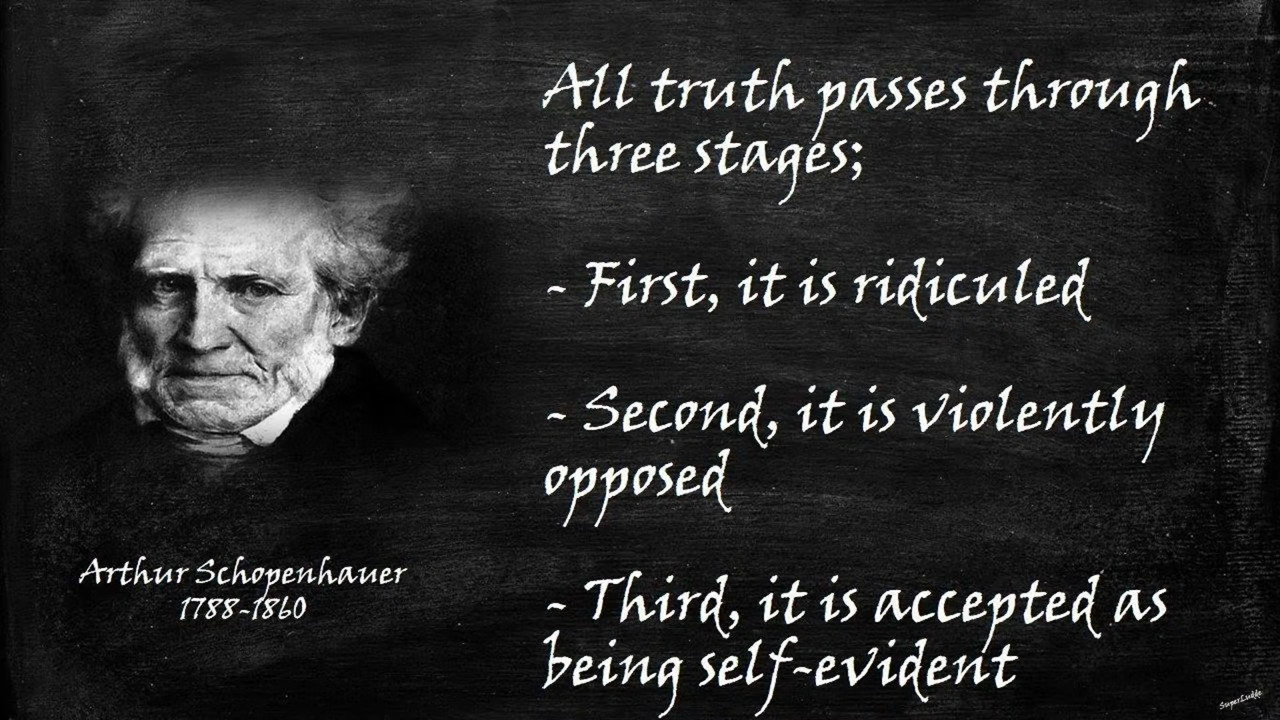 All truth passes through
three stages;
- First, it is ridiculed
- Second, it is violently
opposed
- Third, it is accepted as
being self-evident
Arthur Schopenhauer
1788-1860
SuperLudde